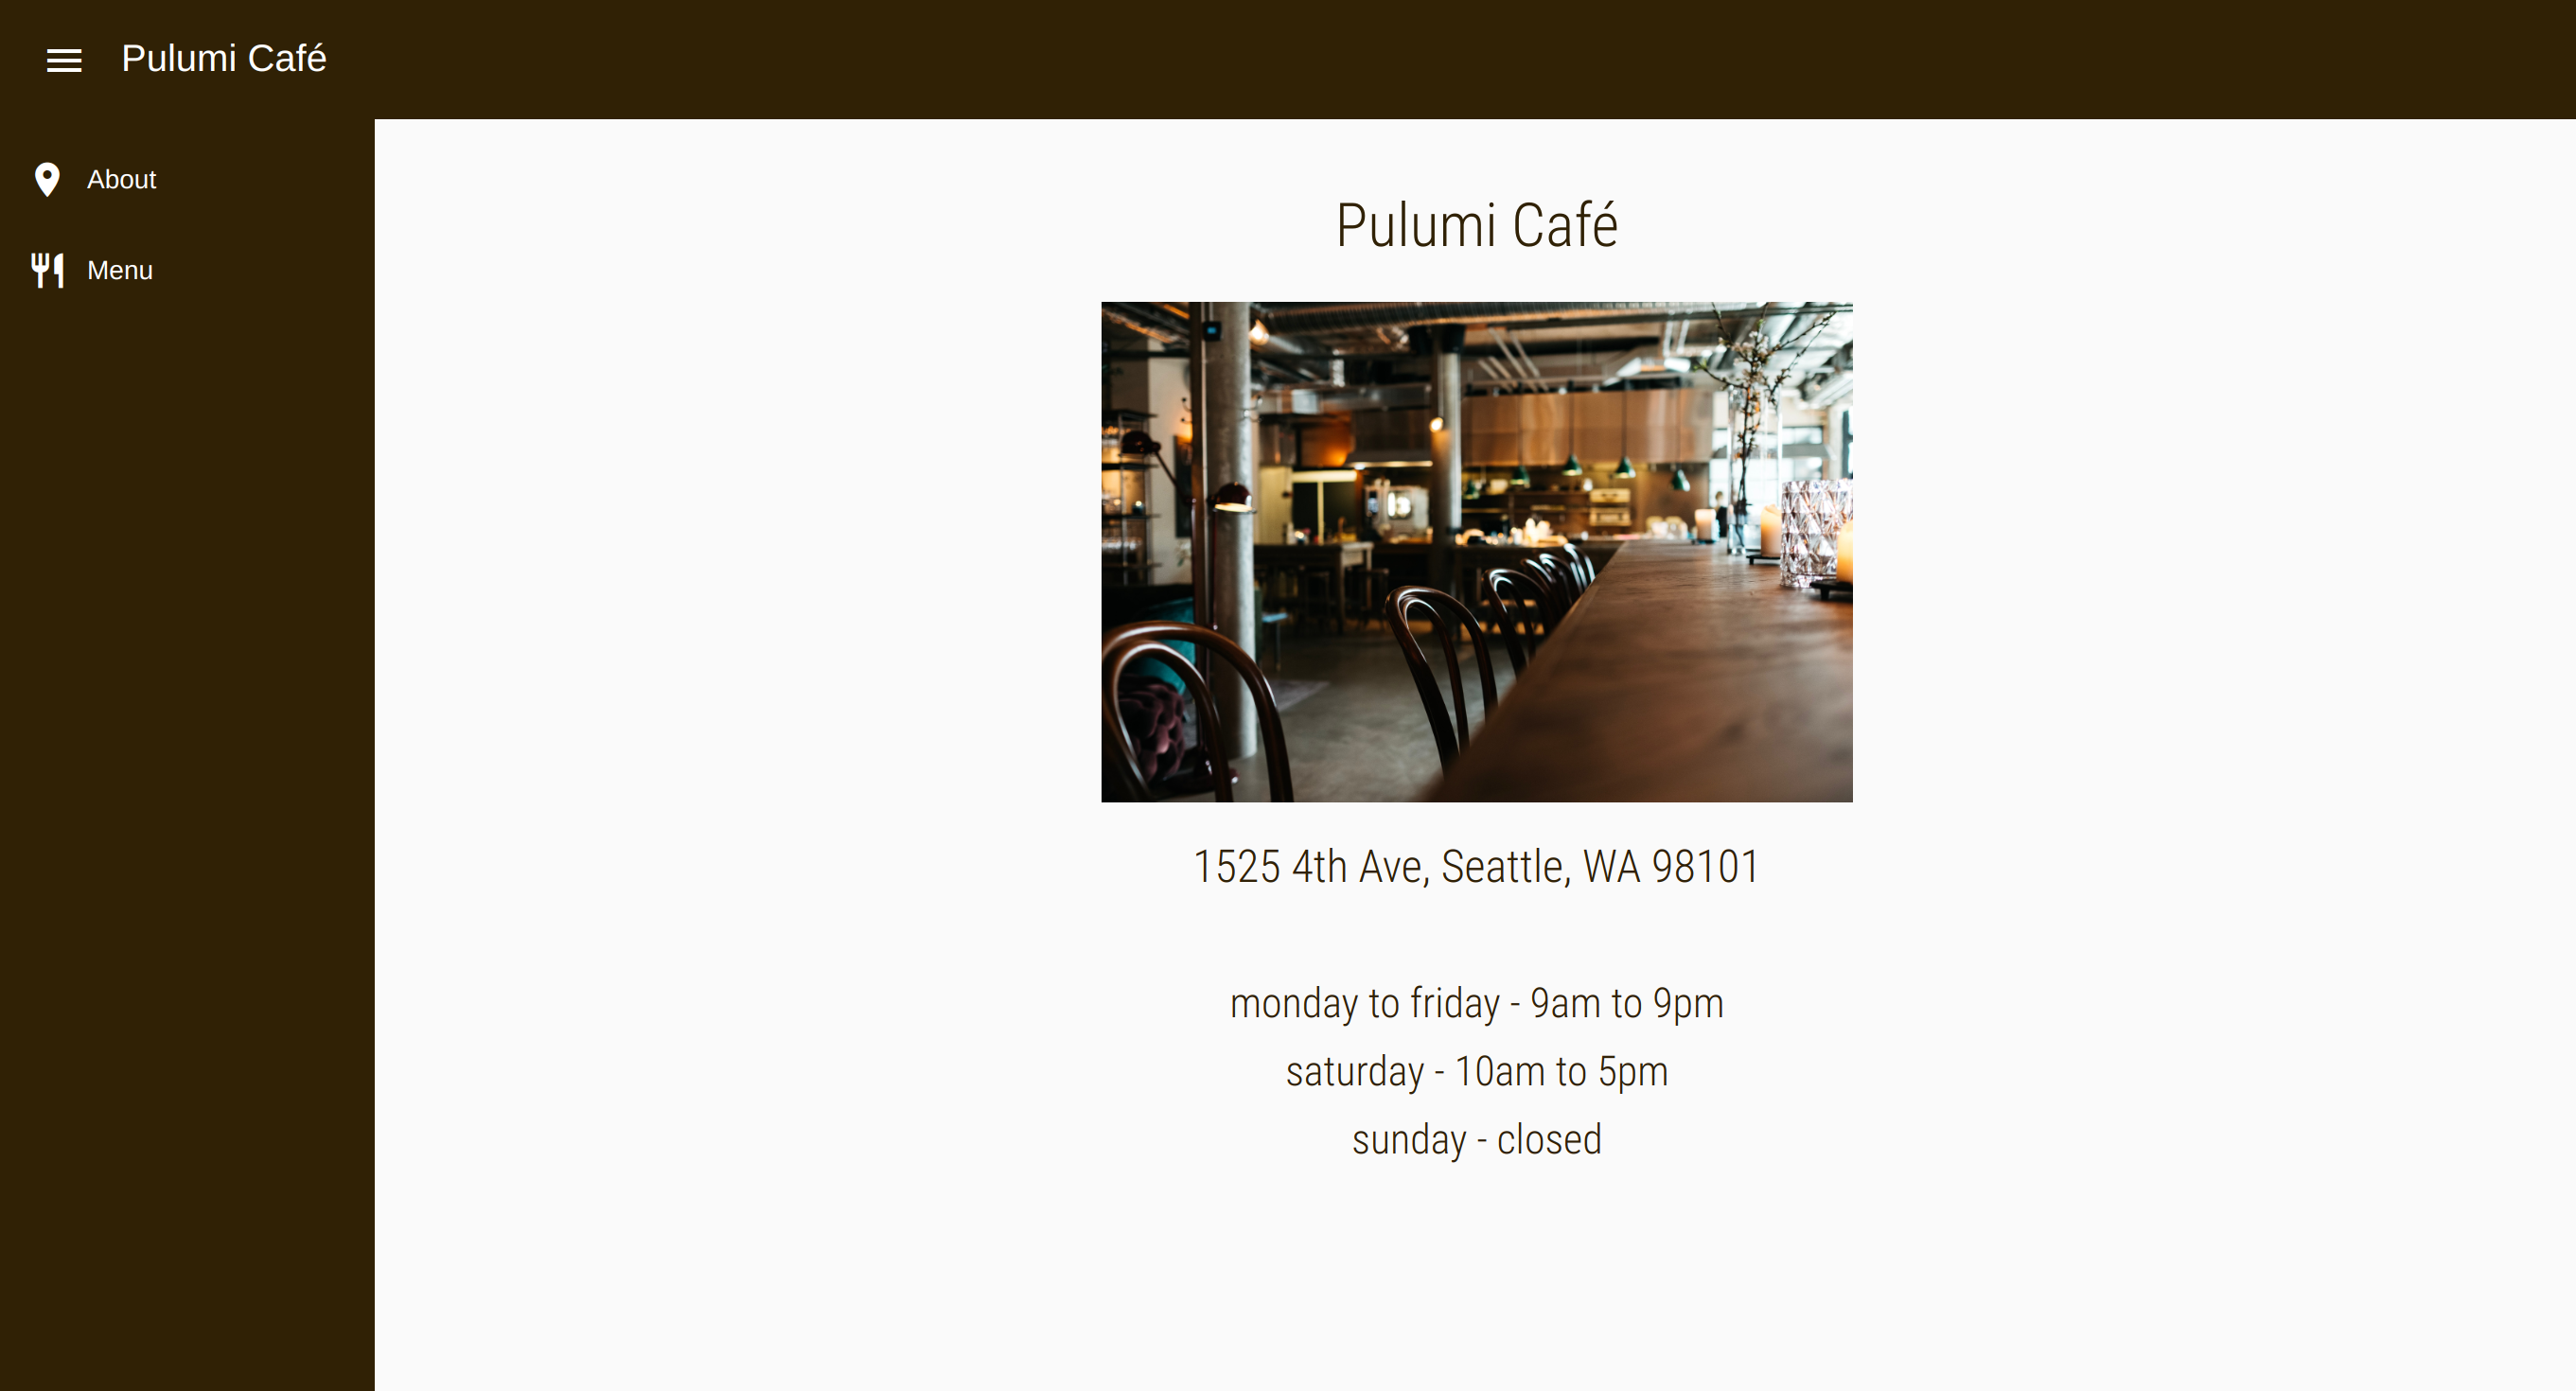 Pulumi Café
About
Menu
Pulumi Café
1525 4th Ave, Seattle, WA 98101
monday to friday - 9am to 9pm
saturday - 10am to 5pm
sunday - closed